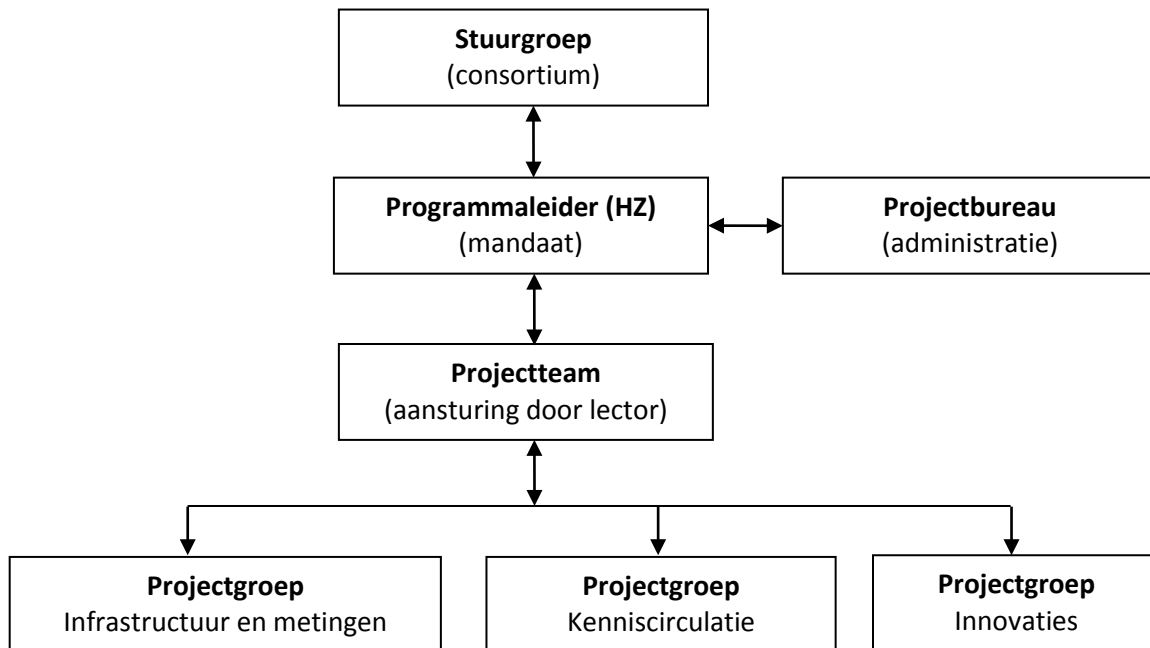 Stuurgroep
(consortium)
Programmaleider (HZ)
(mandaat)
Projectbureau
(administratie)
Projectteam
(aansturing door lector)
Projectgroep
Infrastructuur en metingen
Projectgroep
Kenniscirculatie
Projectgroep
Innovaties